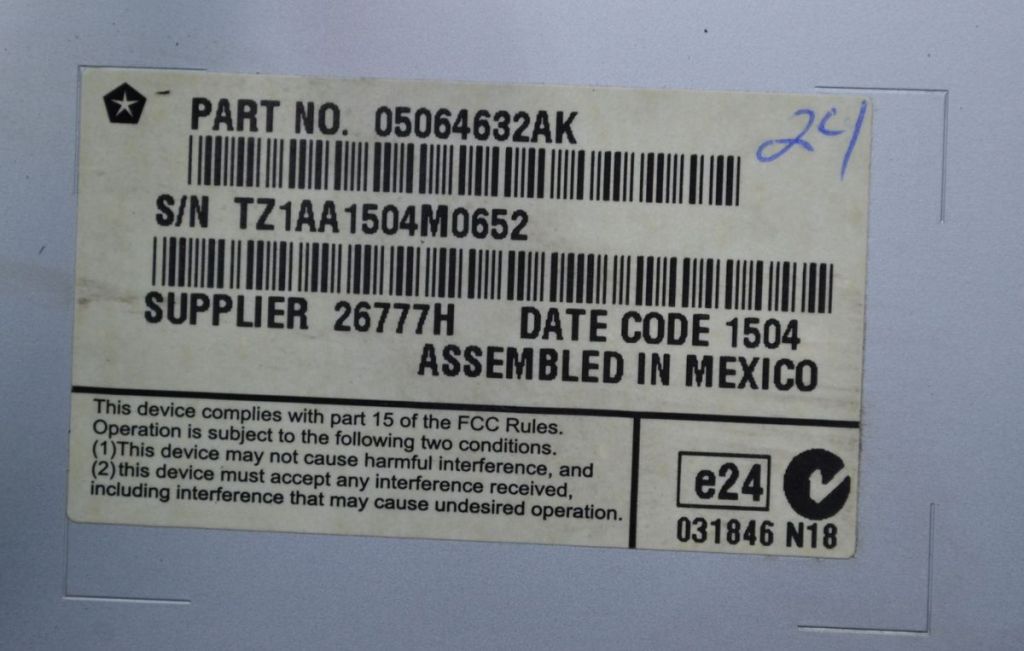 PART NO. 05064632AK
24
S/N TZ1AA1504M0652
SUPPLIER 26777H DATE CODE 1504
ASSEMBLED IN MEXICO
This device complies with part 15 of the FCC Rules.
Operation is subject to the following two conditions.
(1)This device may not cause harmful interference, and
(2)this device must accept any interference received,
including interference that may cause undesired operation.
e24
031846 N18